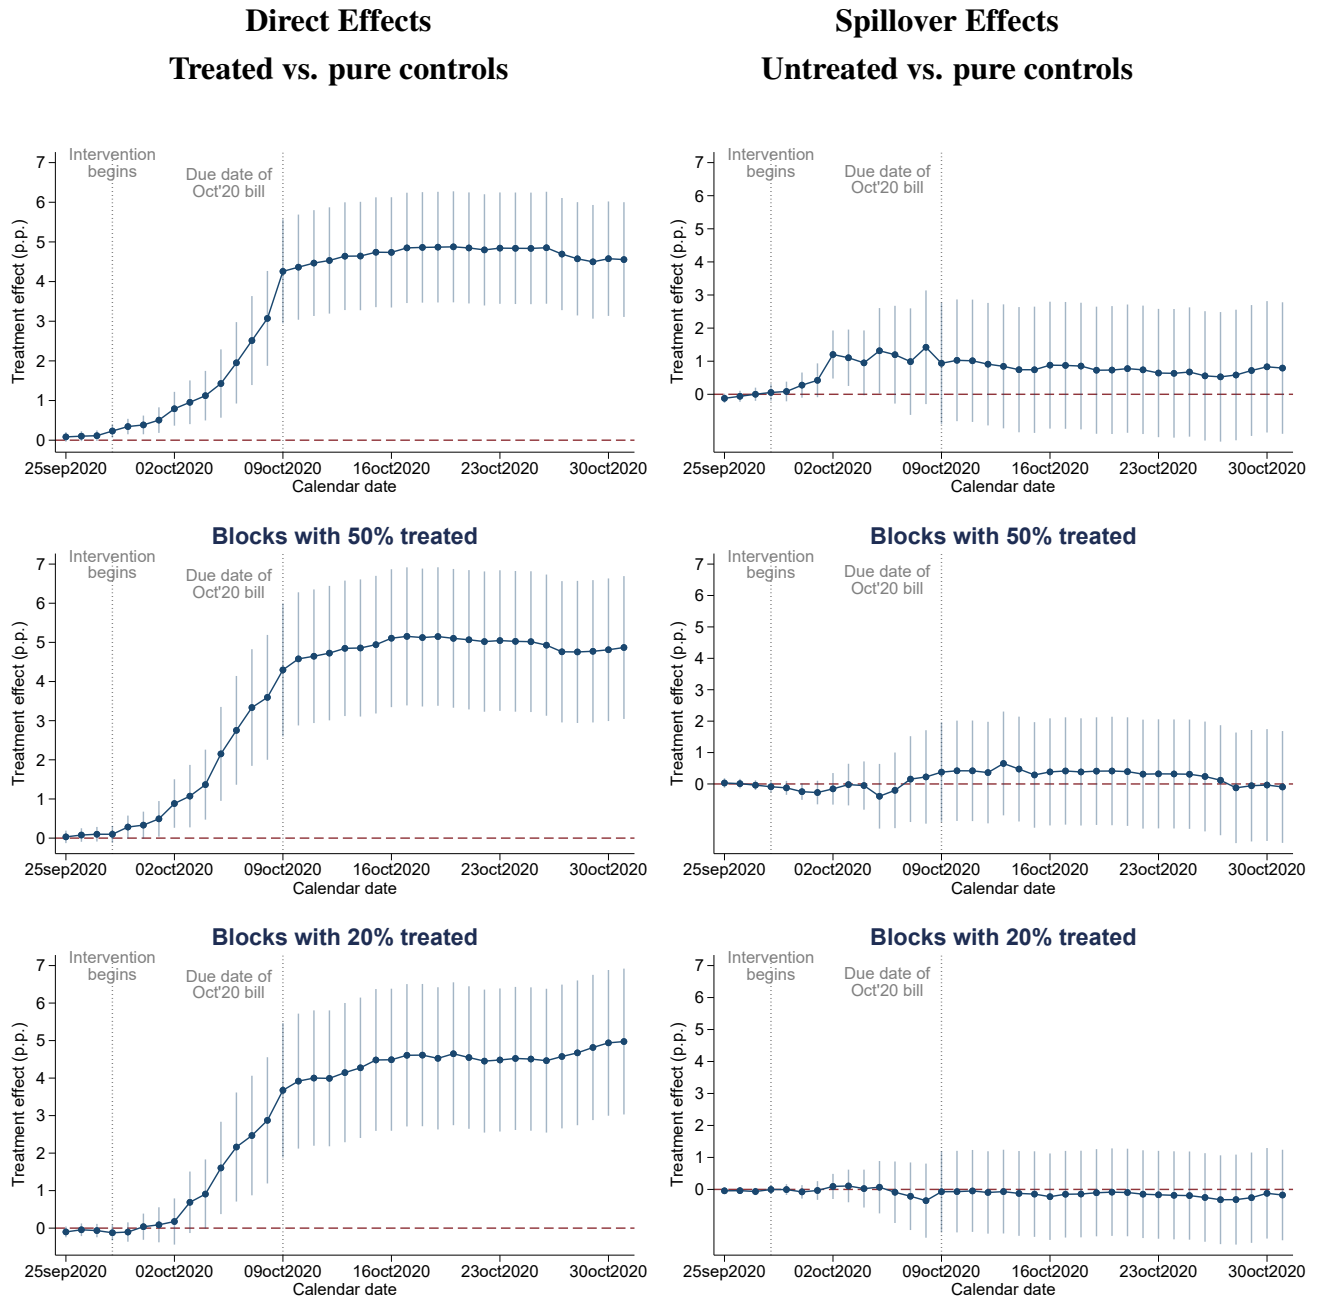 Direct Effects
Treated vs. pure controls
Spillover Effects
Untreated vs. pure controls
Intervention
begins
Due date of
Oct'20 bill
Treatment effect (p.p.)
7
6
5
4
3
2
1
0
25sep2020 02oct2020 09oct2020 16oct2020 23oct2020 30oct2020
Calendar date
Intervention
begins
Due date of
Oct'20 bill
Treatment effect (p.p.)
7
6
5
4
3
2
1
0
25sep2020 02oct2020 09oct2020 16oct2020 23oct2020 30oct2020
Calendar date
Blocks with 50% treated
Intervention
begins
Due date of
Oct'20 bill
Treatment effect (p.p.)
7
6
5
4
3
2
1
0
25sep2020 02oct2020 09oct2020 16oct2020 23oct2020 30oct2020
Calendar date
Blocks with 50% treated
Intervention
begins
Due date of
Oct'20 bill
Treatment effect (p.p.)
7
6
5
4
3
2
1
0
25sep2020 02oct2020 09oct2020 16oct2020 23oct2020 30oct2020
Calendar date
Blocks with 20% treated
Intervention
begins
Due date of
Oct'20 bill
Treatment effect (p.p.)
7
6
5
4
3
2
1
0
25sep2020 02oct2020 09oct2020 16oct2020 23oct2020 30oct2020
Calendar date
Blocks with 20% treated
Intervention
begins
Due date of
Oct'20 bill
Treatment effect (p.p.)
7
6
5
4
3
2
1
0
25sep2020 02oct2020 09oct2020 16oct2020 23oct2020 30oct2020
Calendar date